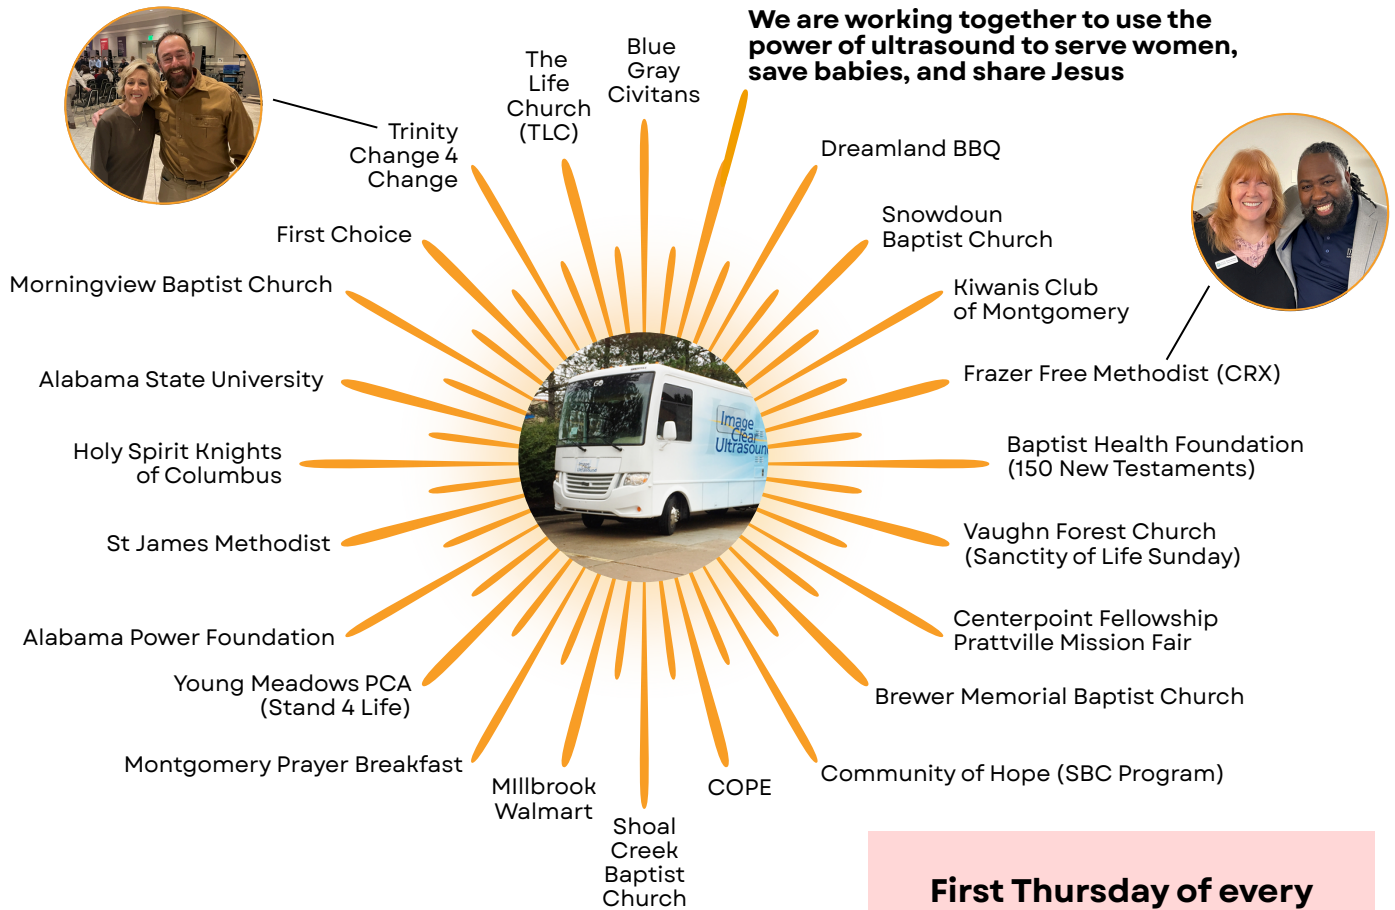 We are working together to use the
power of ultrasound to serve women,
save babies, and share Jesus
Blue
Gray
Civitans
The
Life
Church
(TLC)
Trinity
Change 4
Change
First Choice
Morningview Baptist Church
Alabama State University
Holy Spirit Knights
of Columbus
St James Methodist
Alabama Power Foundation
Young Meadows PCA
(Stand 4 Life)
Montgomery Prayer Breakfast
MIllbrook
Walmart
Shoal
Creek
Baptist
Church
COPE
Community of Hope (SBC Program)
Brewer Memorial Baptist Church
Centerpoint Fellowship
Prattville Mission Fair
Vaughn Forest Church
(Sanctity of Life Sunday)
Baptist Health Foundation
(150 New Testaments)
Frazer Free Methodist (CRX)
Kiwanis Club
of Montgomery
Snowdoun
Baptist Church
Dreamland BBQ
Image
Clear
Ultrasoun
First Thursday of every